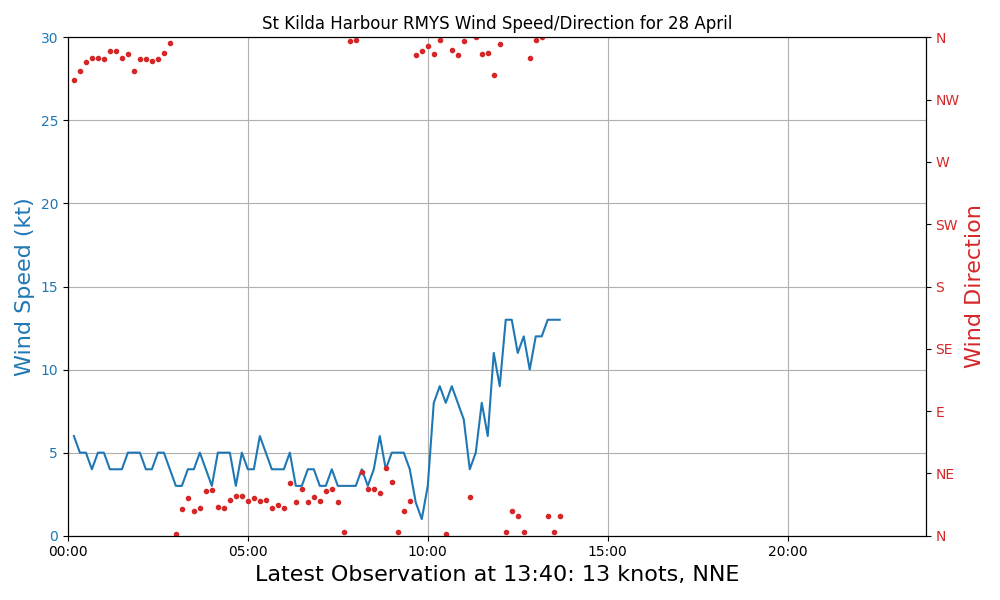 St Kilda Harbour RMYS Wind Speed/Direction for 28 April
30
25
20
15
10
5
0
Wind Speed (kt)
N
NW
W
SW
S
SE
E
NE
N
Wind Direction
00:00 05:00 10:00 15:00 20:00
Latest Observation at 13:40: 13 knots, NNE